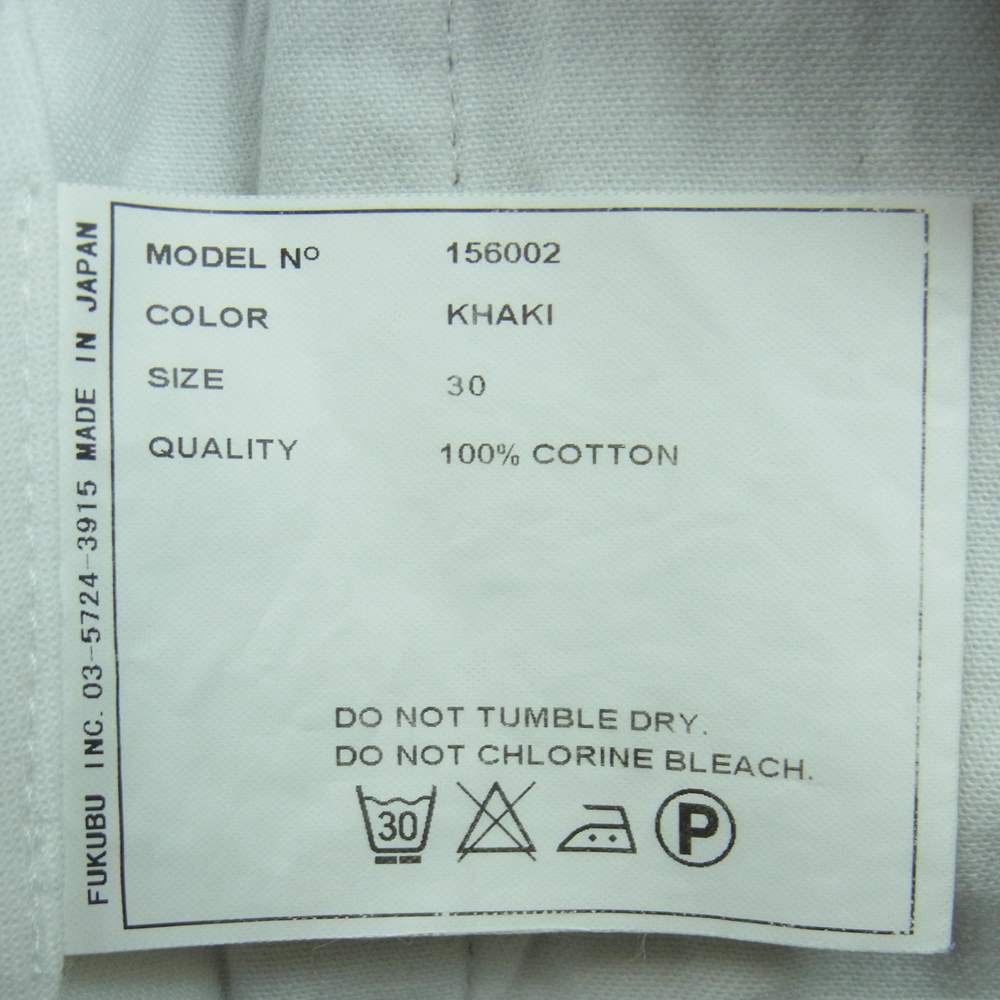 MODEL Nº 156002
COLOR KHAKI
SIZE 30
QUALITY 100% COTTON
DO NOT TUMBLE DRY.
DO NOT CHLORINE BLEACH.
30 P
FUKUBU INC. 03-5724-3915 MADE IN JAPAN